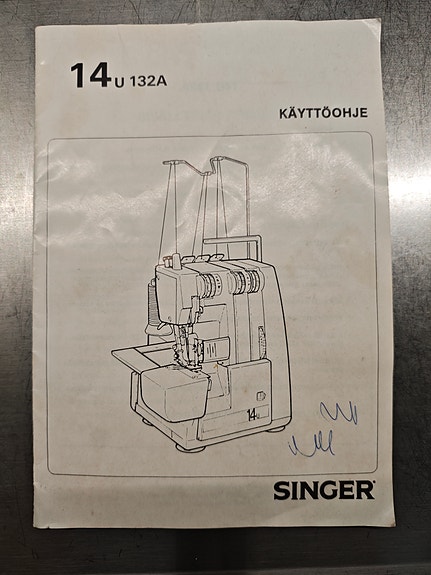 14 U 132A
KÄYTTÖOHJE
14U
SINGER